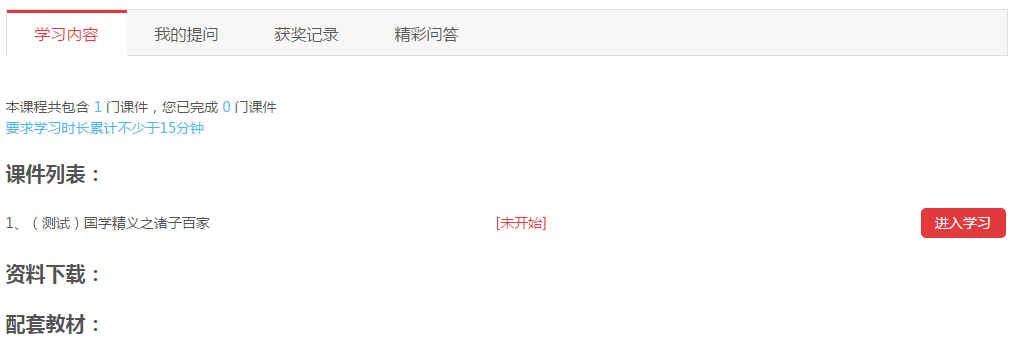 学习内容 我的提问 获奖记录 精彩问答
本课程共包含 1 门课件，您已完成 0 门课件
要求学习时长累计不少于15分钟
课件列表：
1、（测试）国学精义之诸子百家 [未开始] 进入学习
资料下载：
配套教材：